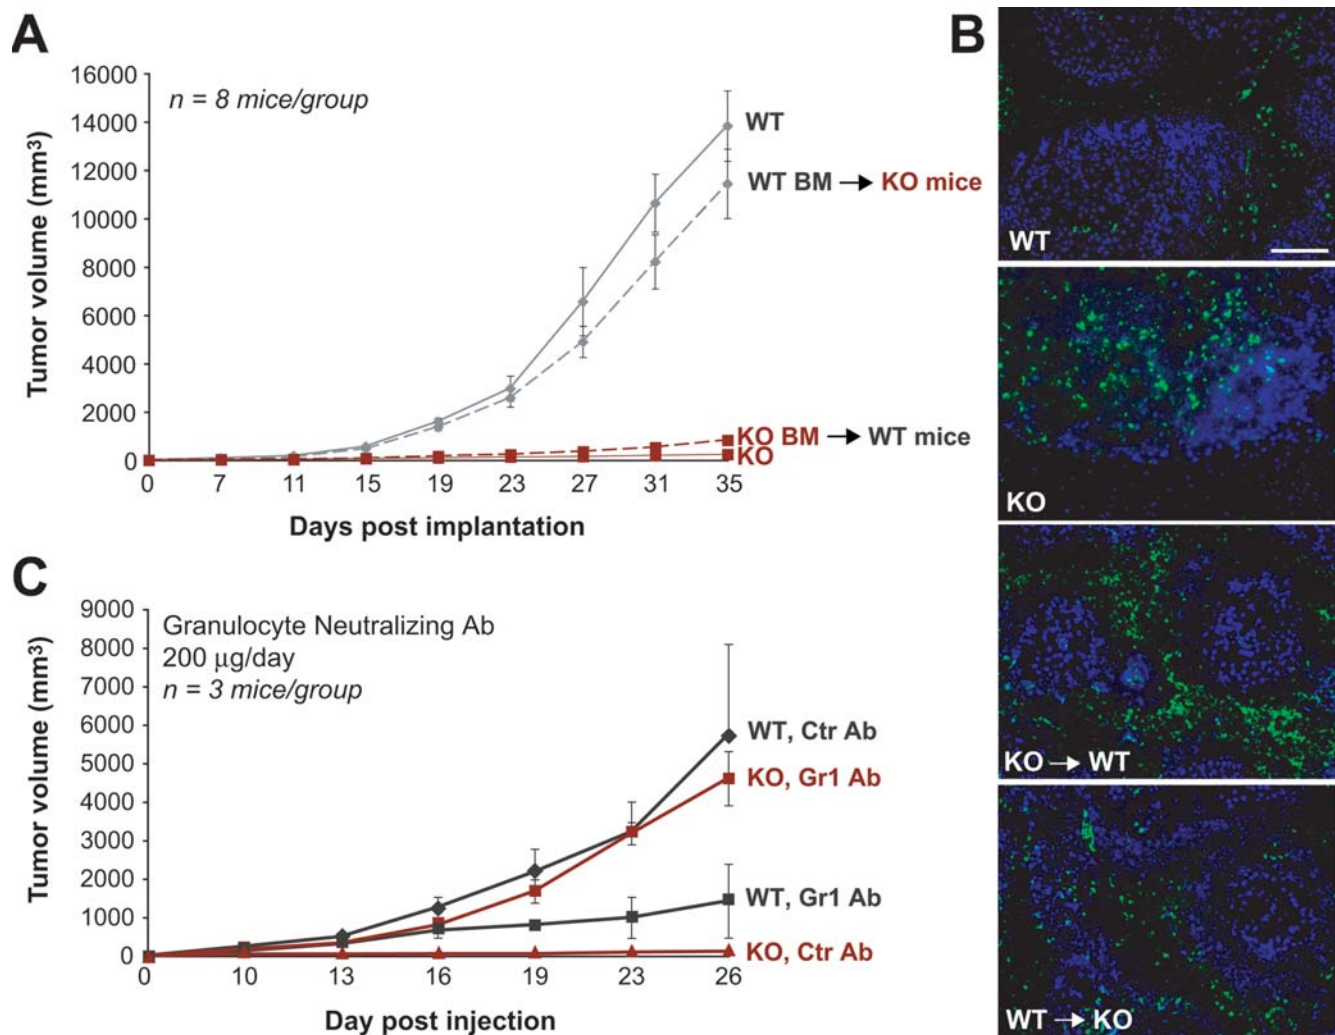 A
16000
14000
12000
10000
8000
6000
4000
2000
0
Tumor volume (mm³)
n = 8 mice/group
WT
WT BM → KO mice
KO BM → WT mice
KO
0 7 11 15 19 23 27 31 35
Days post implantation
B
WT
KO
KO → WT
WT → KO
C
9000
8000
7000
6000
5000
4000
3000
2000
1000
0
Tumor volume (mm³)
Granulocyte Neutralizing Ab
200 µg/day
n = 3 mice/group
WT, Ctr Ab
KO, Gr1 Ab
WT, Gr1 Ab
KO, Ctr Ab
0 10 13 16 19 23 26
Day post injection